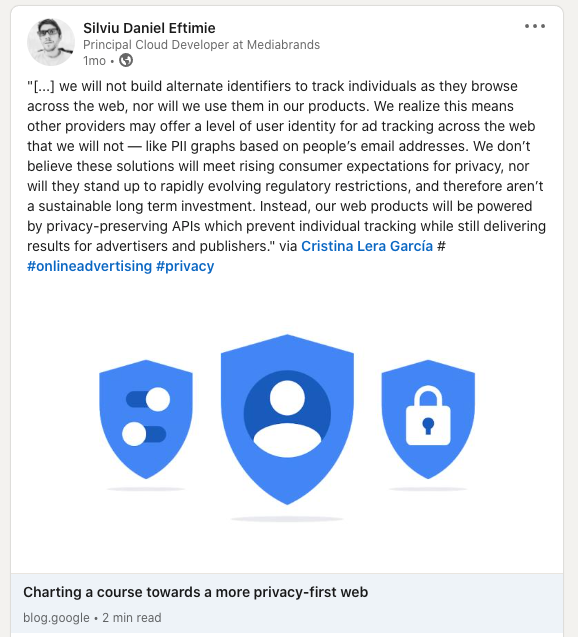 Silviu Daniel Eftimie
Principal Cloud Developer at Mediabrands
1mo •
"[...] we will not build alternate identifiers to track individuals as they browse
across the web, nor will we use them in our products. We realize this means
other providers may offer a level of user identity for ad tracking across the web
that we will not — like PII graphs based on people’s email addresses. We don’t
believe these solutions will meet rising consumer expectations for privacy, nor
will they stand up to rapidly evolving regulatory restrictions, and therefore aren’t
a sustainable long term investment. Instead, our web products will be powered
by privacy-preserving APIs which prevent individual tracking while still delivering
results for advertisers and publishers." via Cristina Lera García #
#onlineadvertising #privacy
Charting a course towards a more privacy-first web
blog.google • 2 min read